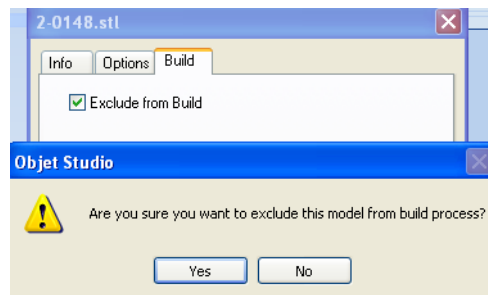 2-0148.stl
Info Options Build
Exclude from Build
Objet Studio
Are you sure you want to exclude this model from build process?
Yes No